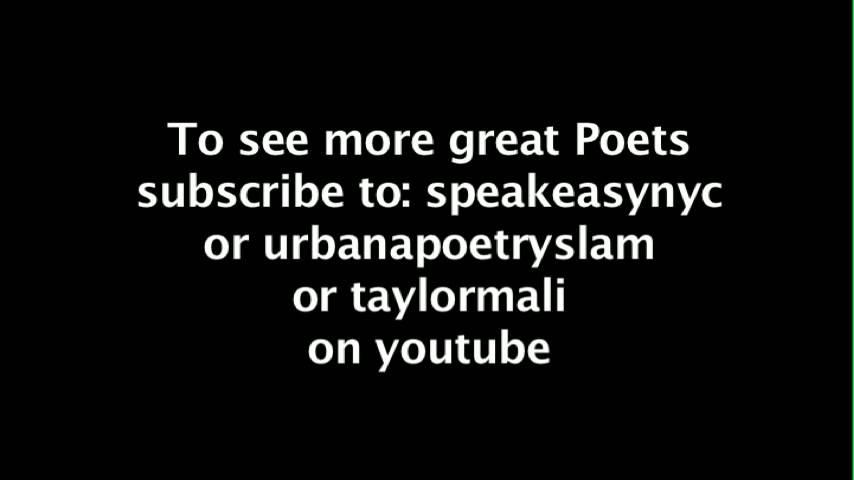 To see more great Poets
subscribe to: speakeasynyc
or urbanapoetryslam
or taylormali
on youtube